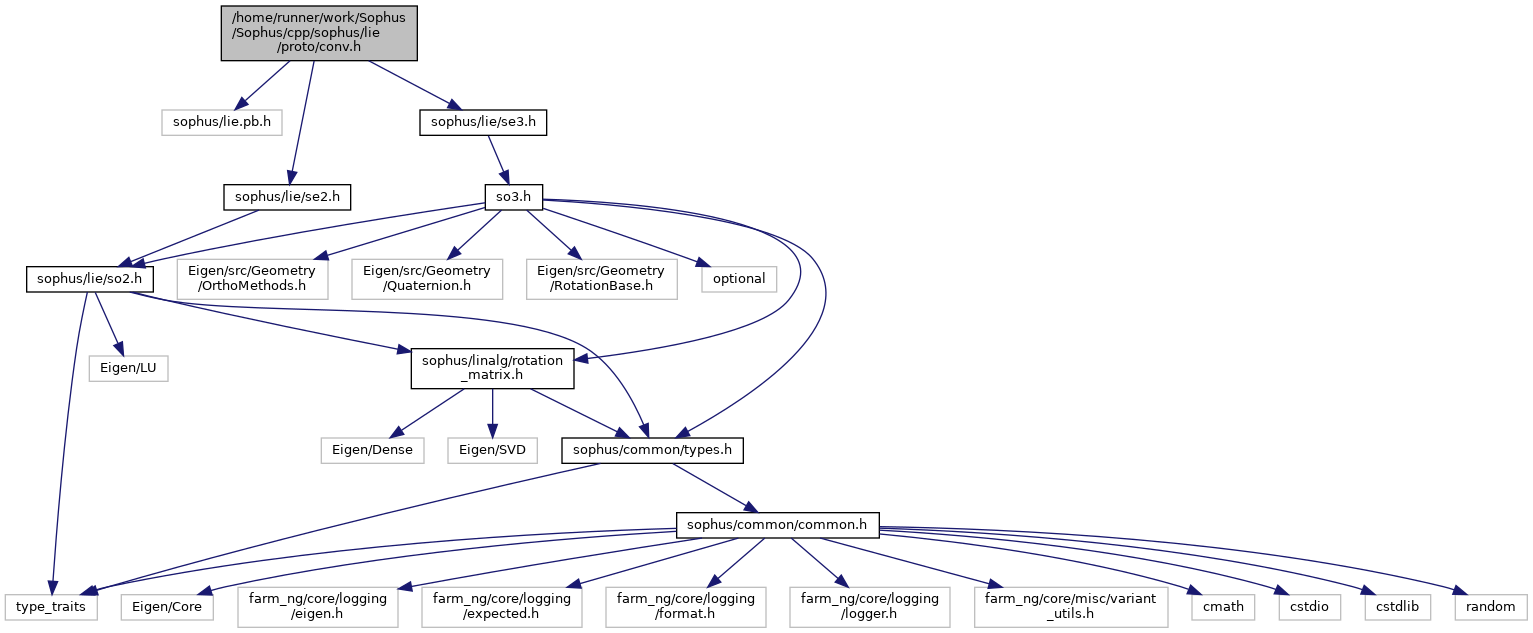 /home/runner/work/Sophus
/Sophus/cpp/sophus/lie
/proto/conv.h
sophus/lie.pb.h
sophus/lie/se3.h
sophus/lie/se2.h
so3.h
sophus/lie/so2.h
Eigen/src/Geometry
/OrthoMethods.h
Eigen/src/Geometry
/Quaternion.h
Eigen/src/Geometry
/RotationBase.h
optional
Eigen/LU
sophus/linalg/rotation
_matrix.h
Eigen/Dense
Eigen/SVD
sophus/common/types.h
sophus/common/common.h
type_traits
Eigen/Core
farm_ng/core/logging
/eigen.h
farm_ng/core/logging
/expected.h
farm_ng/core/logging
/format.h
farm_ng/core/logging
/logger.h
farm_ng/core/misc/variant
_utils.h
cmath
cstdio
cstdlib
random